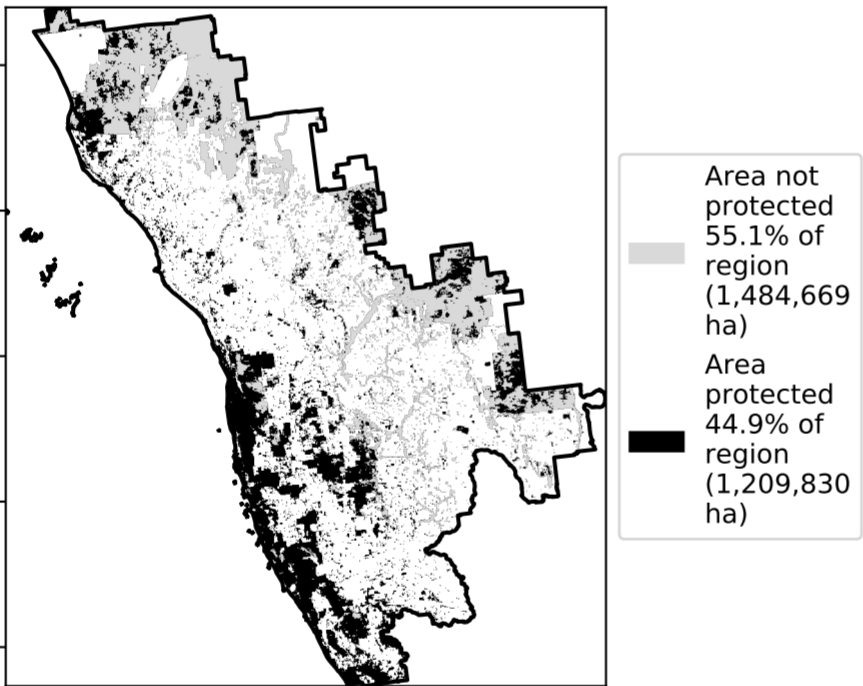 Area not
protected
55.1% of
region
(1,484,669
ha)
Area
protected
44.9% of
region
(1,209,830
ha)